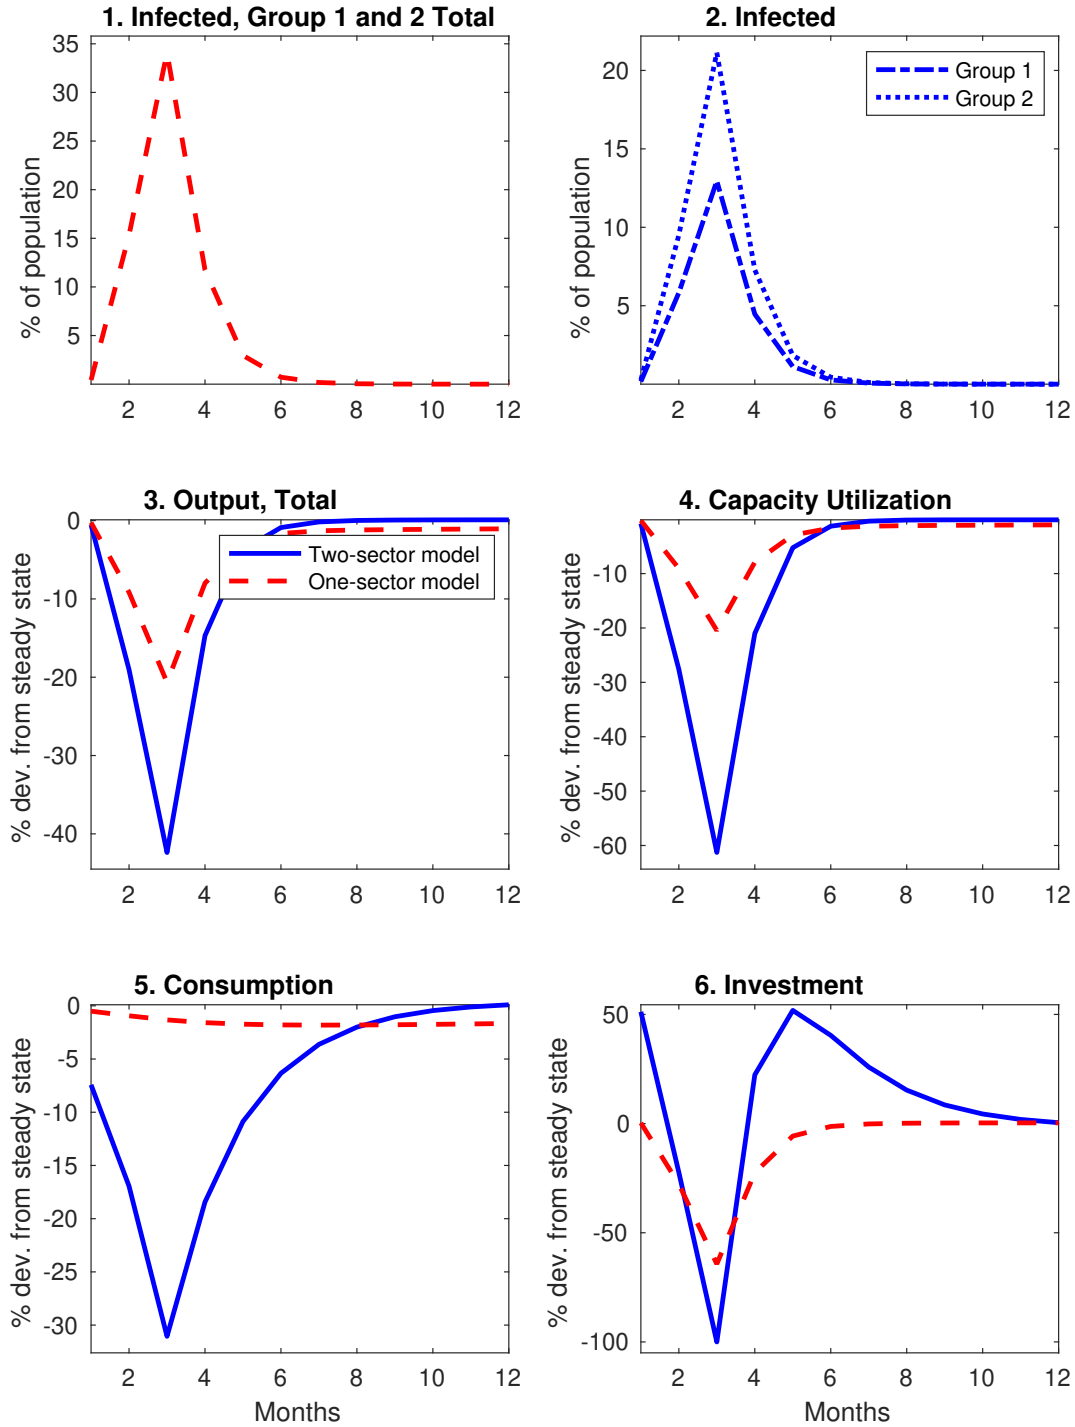 1. Infected, Group 1 and 2 Total
% of population
35
30
25
20
15
10
5
2 4 6 8 10 12
2. Infected
% of population
20
15
10
5
Group 1
Group 2
2 4 6 8 10 12
3. Output, Total
% dev. from steady state
0
-10
-20
-30
-40
Two-sector model
One-sector model
2 4 6 8 10 12
4. Capacity Utilization
% dev. from steady state
-10
-20
-30
-40
-50
-60
2 4 6 8 10 12
5. Consumption
% dev. from steady state
0
-5
-10
-15
-20
-25
-30
2 4 6 8 10 12
Months
6. Investment
% dev. from steady state
50
0
-50
-100
2 4 6 8 10 12
Months